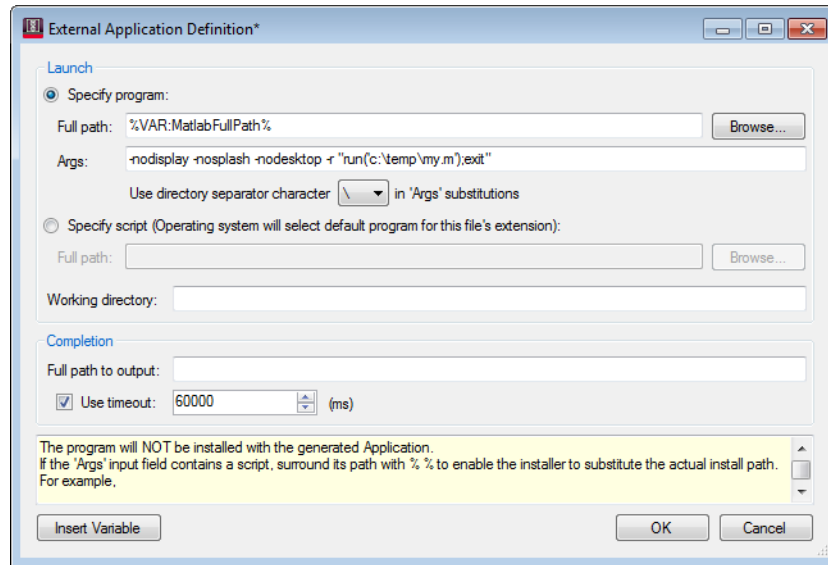 External Application Definition*
Launch
Specify program:
Full path: %VAR:MatlabFullPath% Browse...
Args: -nodisplay -nosplash -nodesktop -r "run('c:\temp\my.m');exit"
Use directory separator character \ in 'Args' substitutions
Specify script (Operating system will select default program for this file's extension):
Full path: Browse...
Working directory:
Completion
Full path to output:
Use timeout: 60000 (ms)
The program will NOT be installed with the generated Application.
If the 'Args' input field contains a script, surround its path with % % to enable the installer to substitute the actual install path.
For example,
Insert Variable OK Cancel